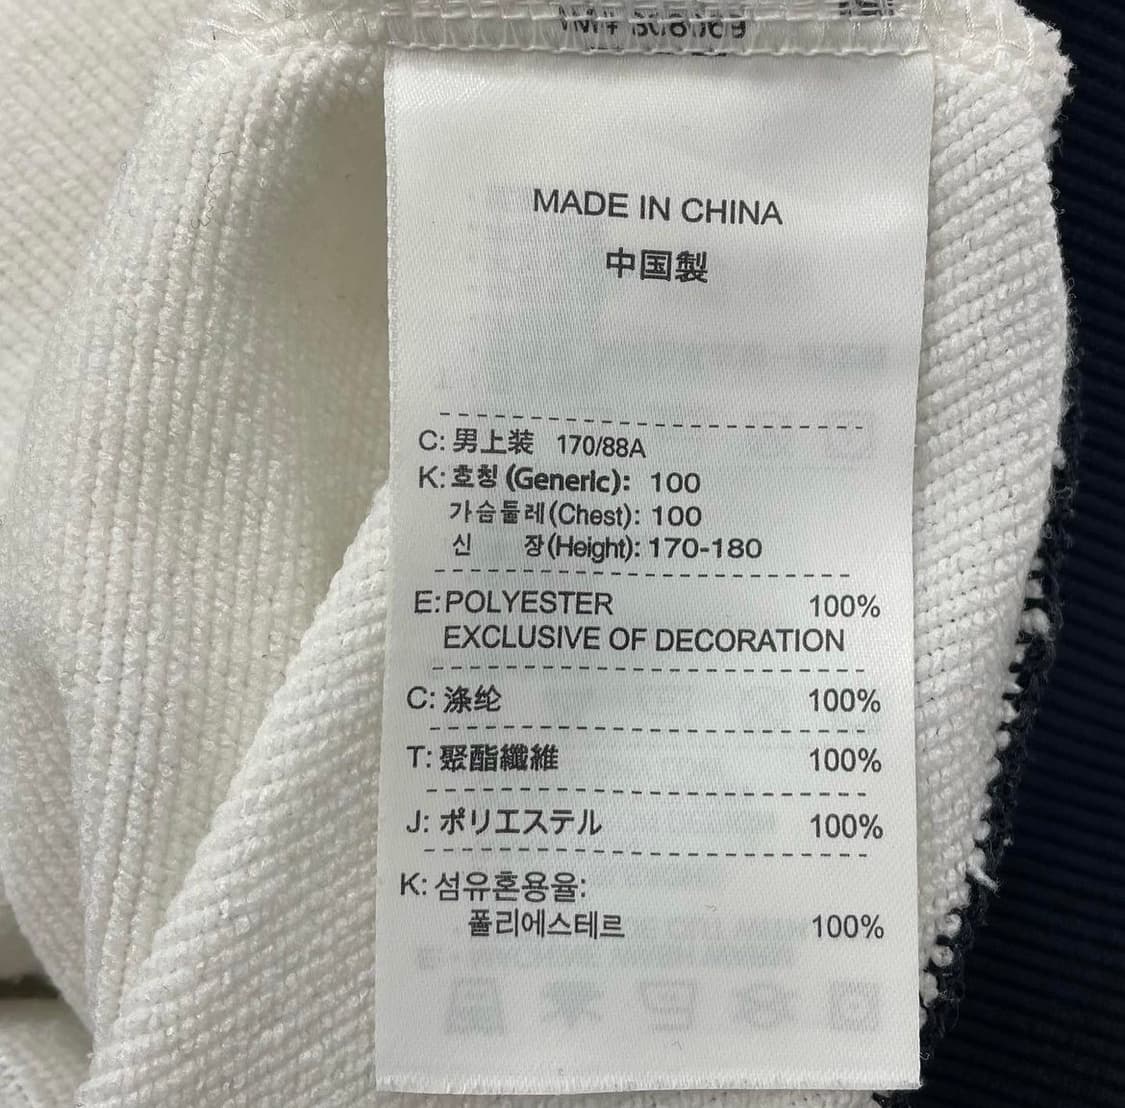 MADE IN CHINA
中国製
C: 男上装 170/88A
K: 호칭 (Generic): 100
가슴둘레(Chest): 100
신 장(Height): 170-180
E: POLYESTER 100%
EXCLUSIVE OF DECORATION
C: 涤纶 100%
T: 聚酯纖維 100%
J: ポリエステル 100%
K: 섬유혼용율:
폴리에스테르 100%